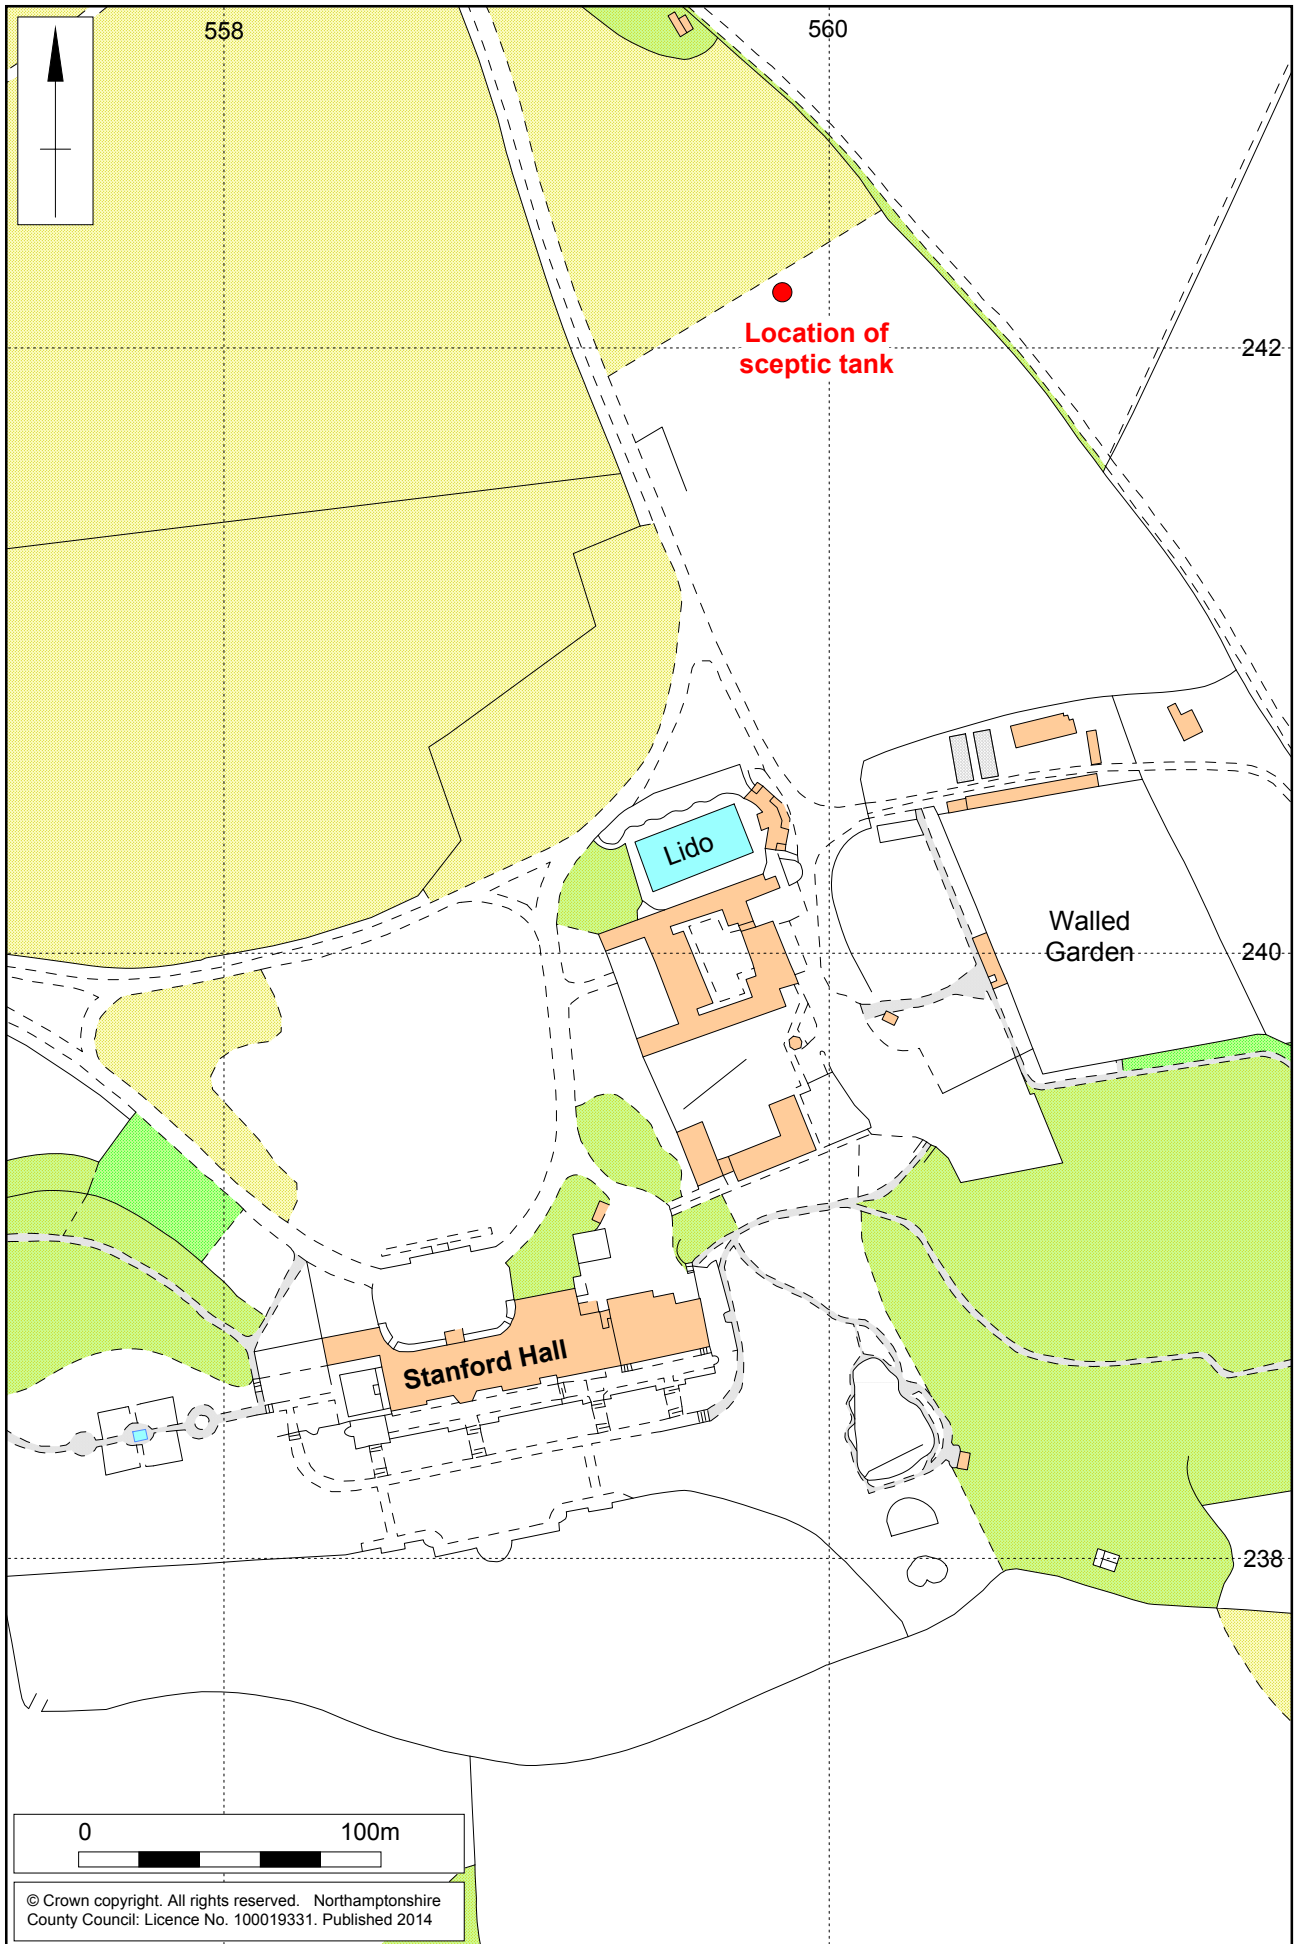 558
560
Location of
sceptic tank
242
Lido
Walled
Garden
240
Stanford Hall
238
0
100m
© Crown copyright. All rights reserved. Northamptonshire
County Council: Licence No. 100019331. Published 2014